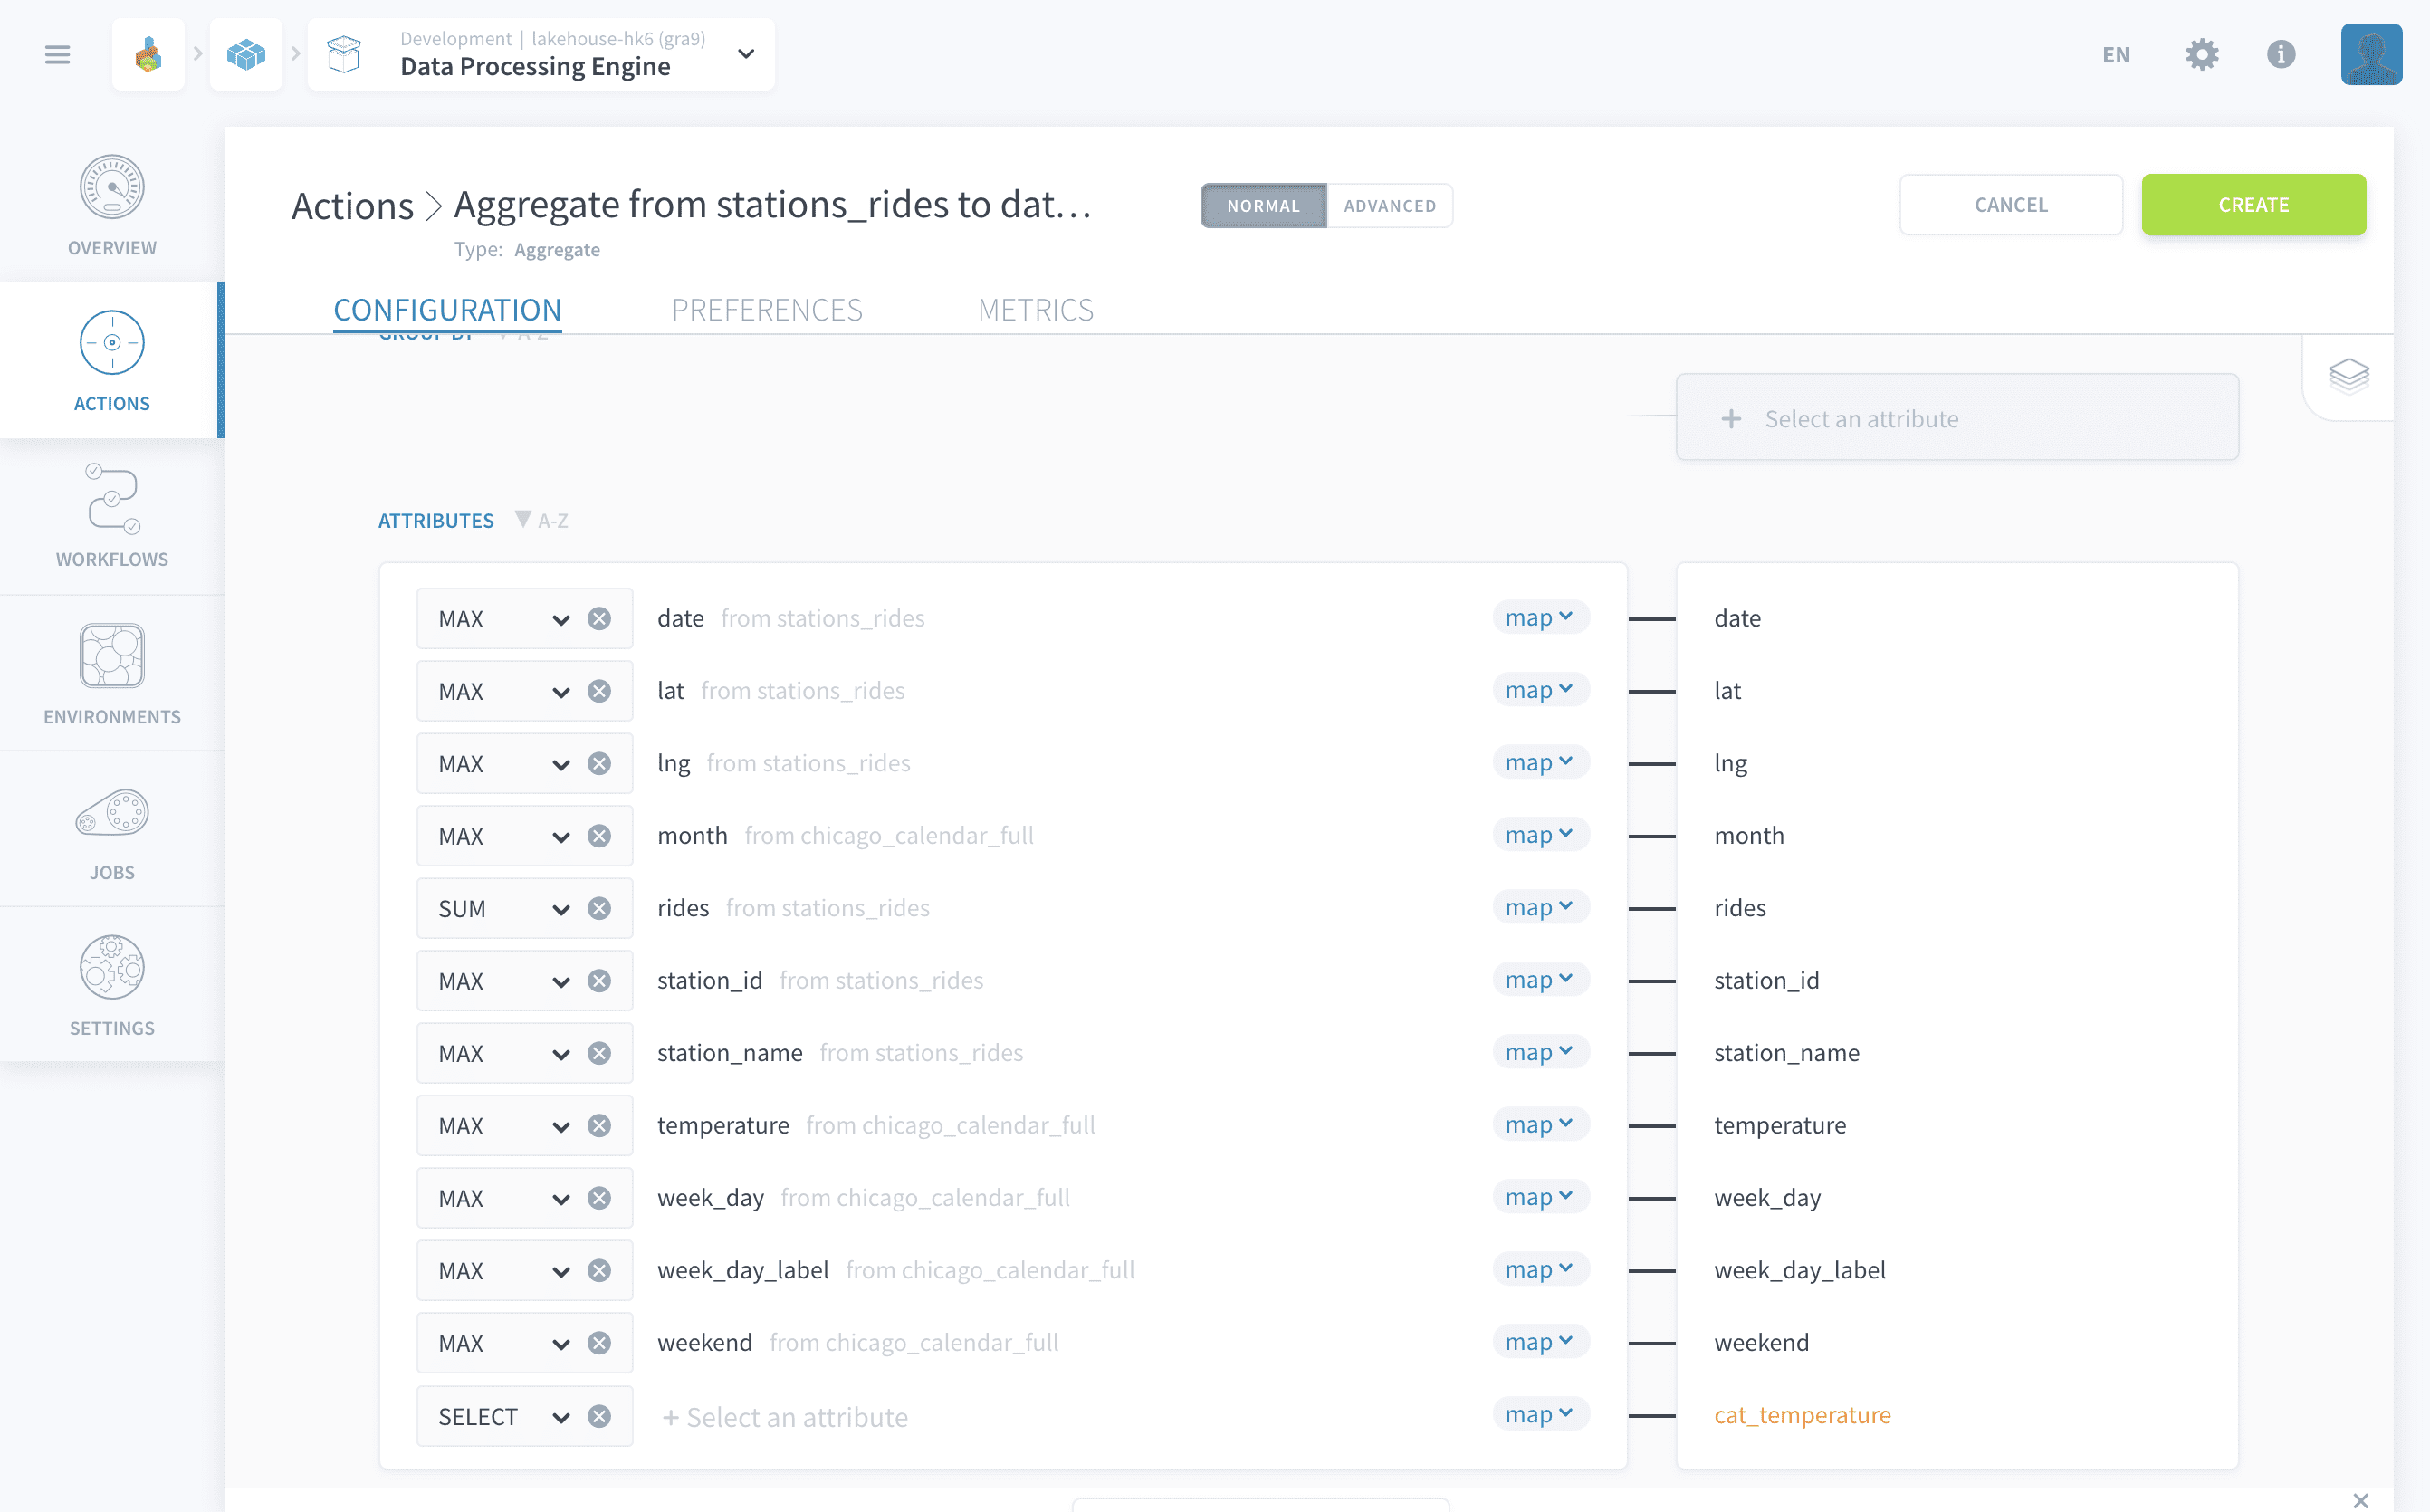 Development | lakehouse-hk6 (gra9)
Data Processing Engine
EN
OVERVIEW
ACTIONS
WORKFLOWS
ENVIRONMENTS
JOBS
SETTINGS
Actions > Aggregate from stations_rides to dat…
Type: Aggregate
NORMAL ADVANCED
CANCEL CREATE
CONFIGURATION PREFERENCES METRICS
GROUP BY A-Z
+ Select an attribute
ATTRIBUTES ▼ A-Z
MAX date from stations_rides map date
MAX lat from stations_rides map lat
MAX lng from stations_rides map lng
MAX month from chicago_calendar_full map month
SUM rides from stations_rides map rides
MAX station_id from stations_rides map station_id
MAX station_name from stations_rides map station_name
MAX temperature from chicago_calendar_full map temperature
MAX week_day from chicago_calendar_full map week_day
MAX week_day_label from chicago_calendar_full map week_day_label
MAX weekend from chicago_calendar_full map weekend
SELECT + Select an attribute map cat_temperature